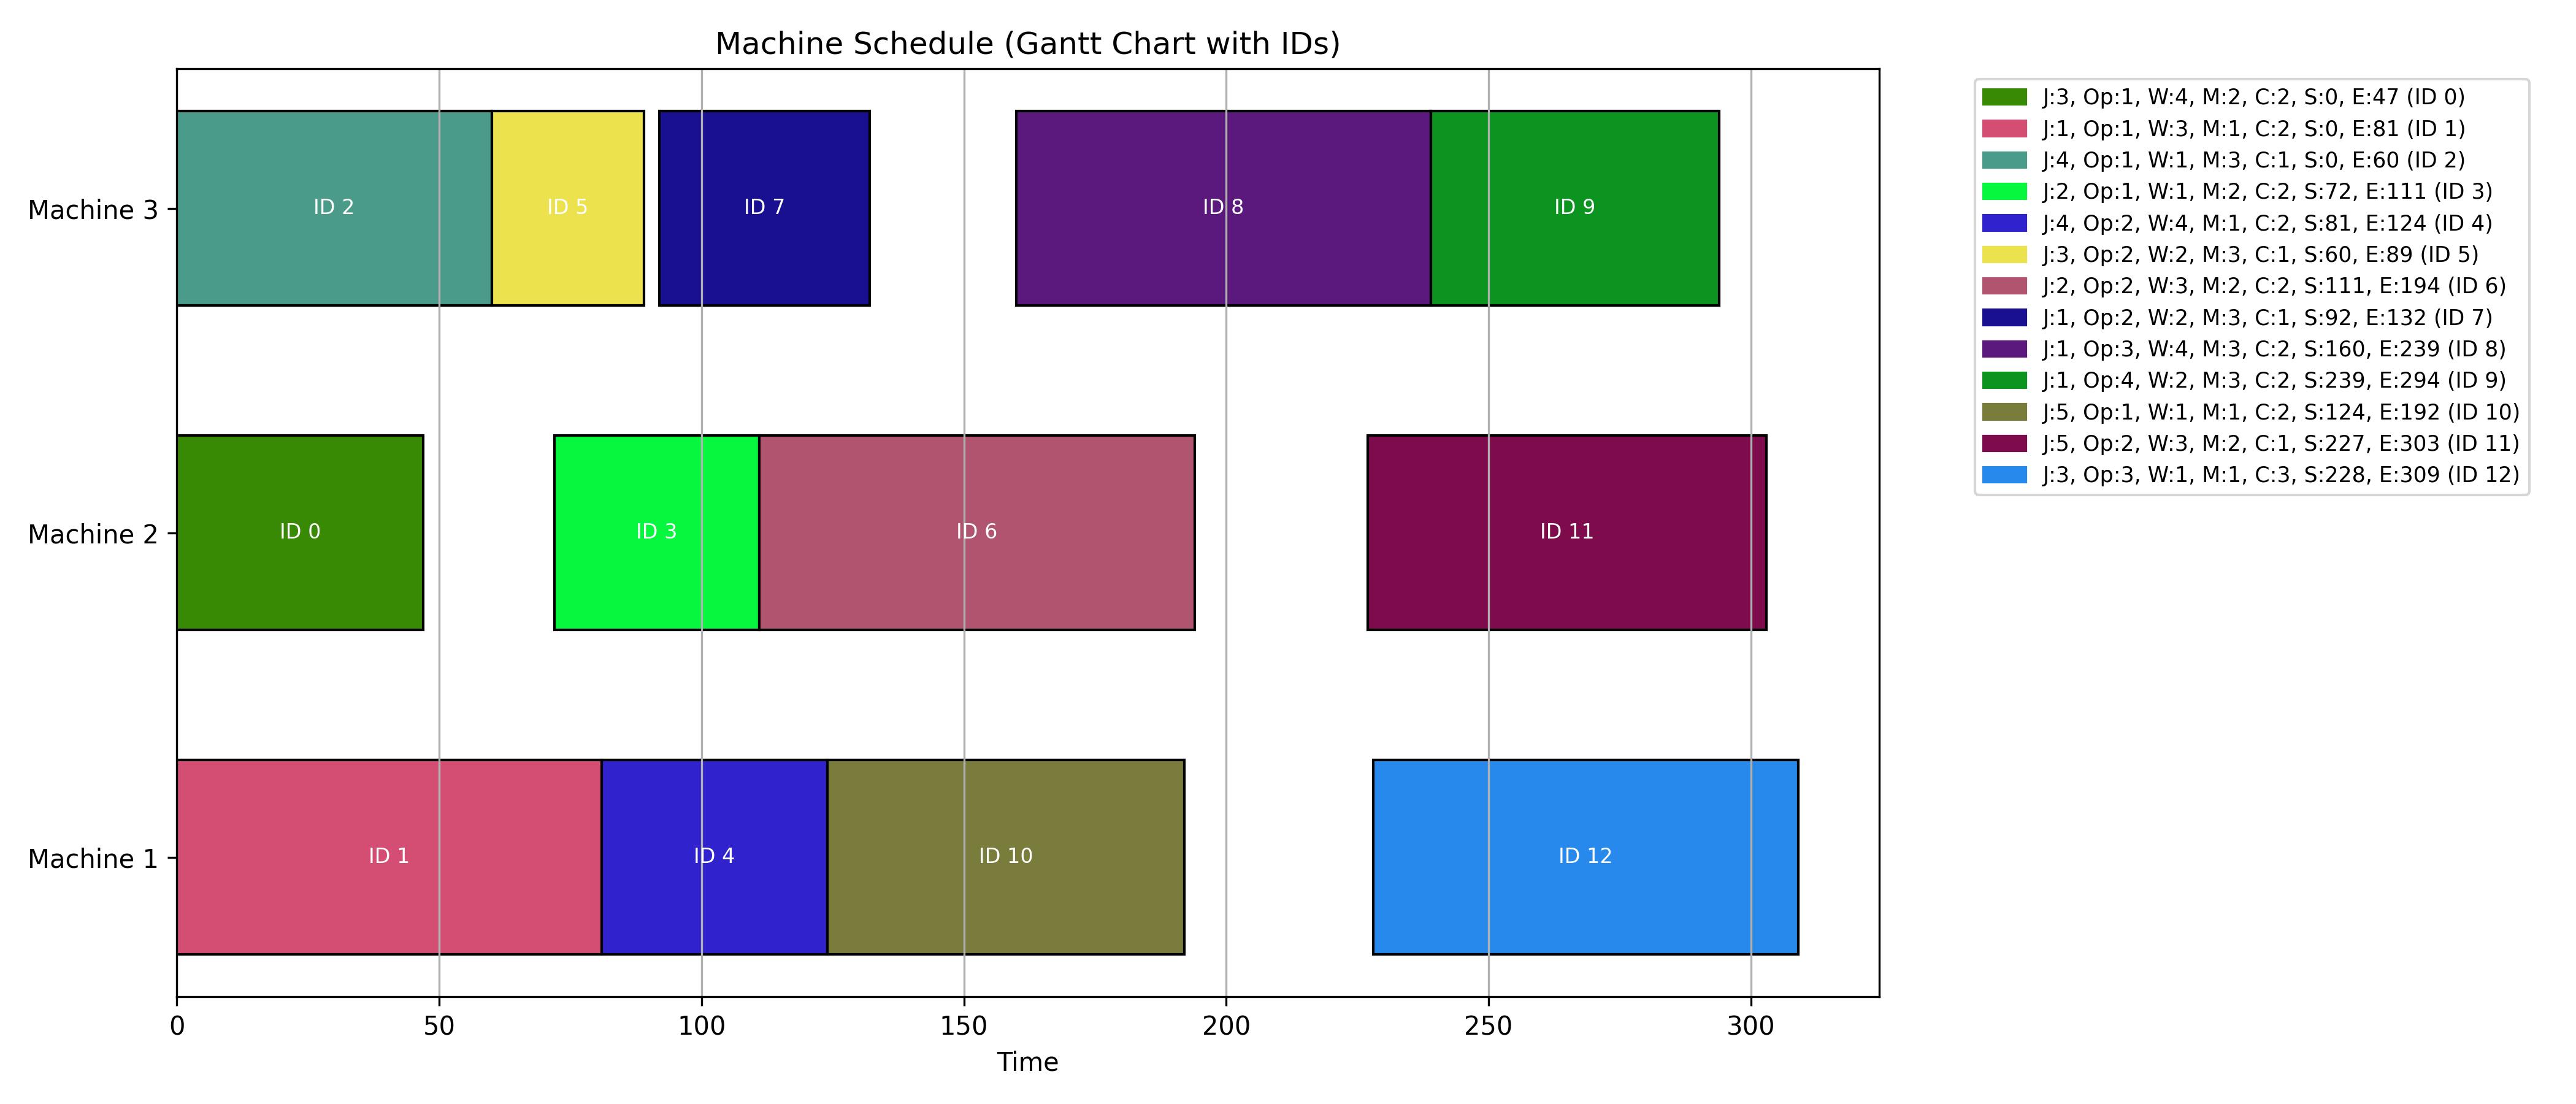 Machine Schedule (Gantt Chart with IDs)
Machine 3
ID 2
ID 5
ID 7
ID 8
ID 9
Machine 2
ID 0
ID 3
ID 6
ID 11
Machine 1
ID 1
ID 4
ID 10
ID 12
0 50 100 150 200 250 300
Time
J:3, Op:1, W:4, M:2, C:2, S:0, E:47 (ID 0)
J:1, Op:1, W:3, M:1, C:2, S:0, E:81 (ID 1)
J:4, Op:1, W:1, M:3, C:1, S:0, E:60 (ID 2)
J:2, Op:1, W:1, M:2, C:2, S:72, E:111 (ID 3)
J:4, Op:2, W:4, M:1, C:2, S:81, E:124 (ID 4)
J:3, Op:2, W:2, M:3, C:1, S:60, E:89 (ID 5)
J:2, Op:2, W:3, M:2, C:2, S:111, E:194 (ID 6)
J:1, Op:2, W:2, M:3, C:1, S:92, E:132 (ID 7)
J:1, Op:3, W:4, M:3, C:2, S:160, E:239 (ID 8)
J:1, Op:4, W:2, M:3, C:2, S:239, E:294 (ID 9)
J:5, Op:1, W:1, M:1, C:2, S:124, E:192 (ID 10)
J:5, Op:2, W:3, M:2, C:1, S:227, E:303 (ID 11)
J:3, Op:3, W:1, M:1, C:3, S:228, E:309 (ID 12)